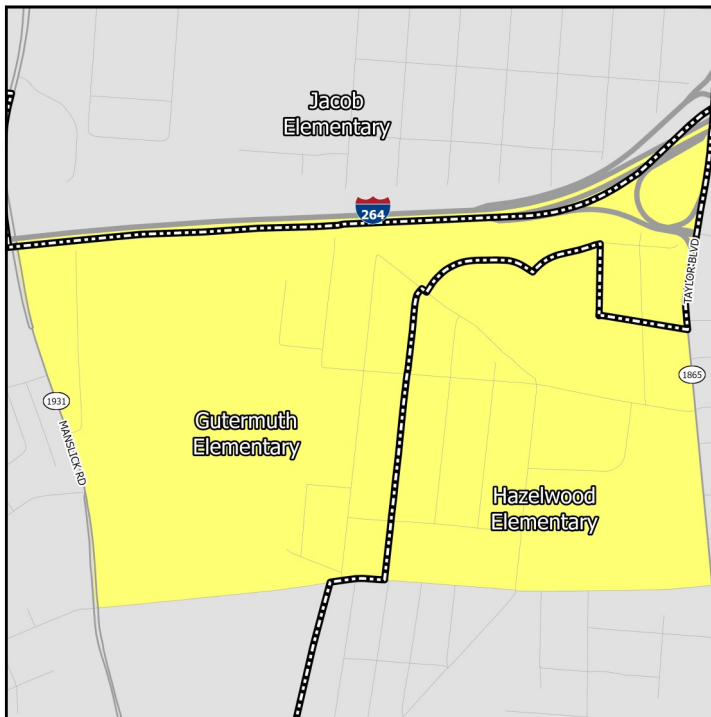 Jacob
Elementary
264
TAYLOR BLVD
1865
1931
MANSLICK RD
Gutermuth
Elementary
Hazelwood
Elementary